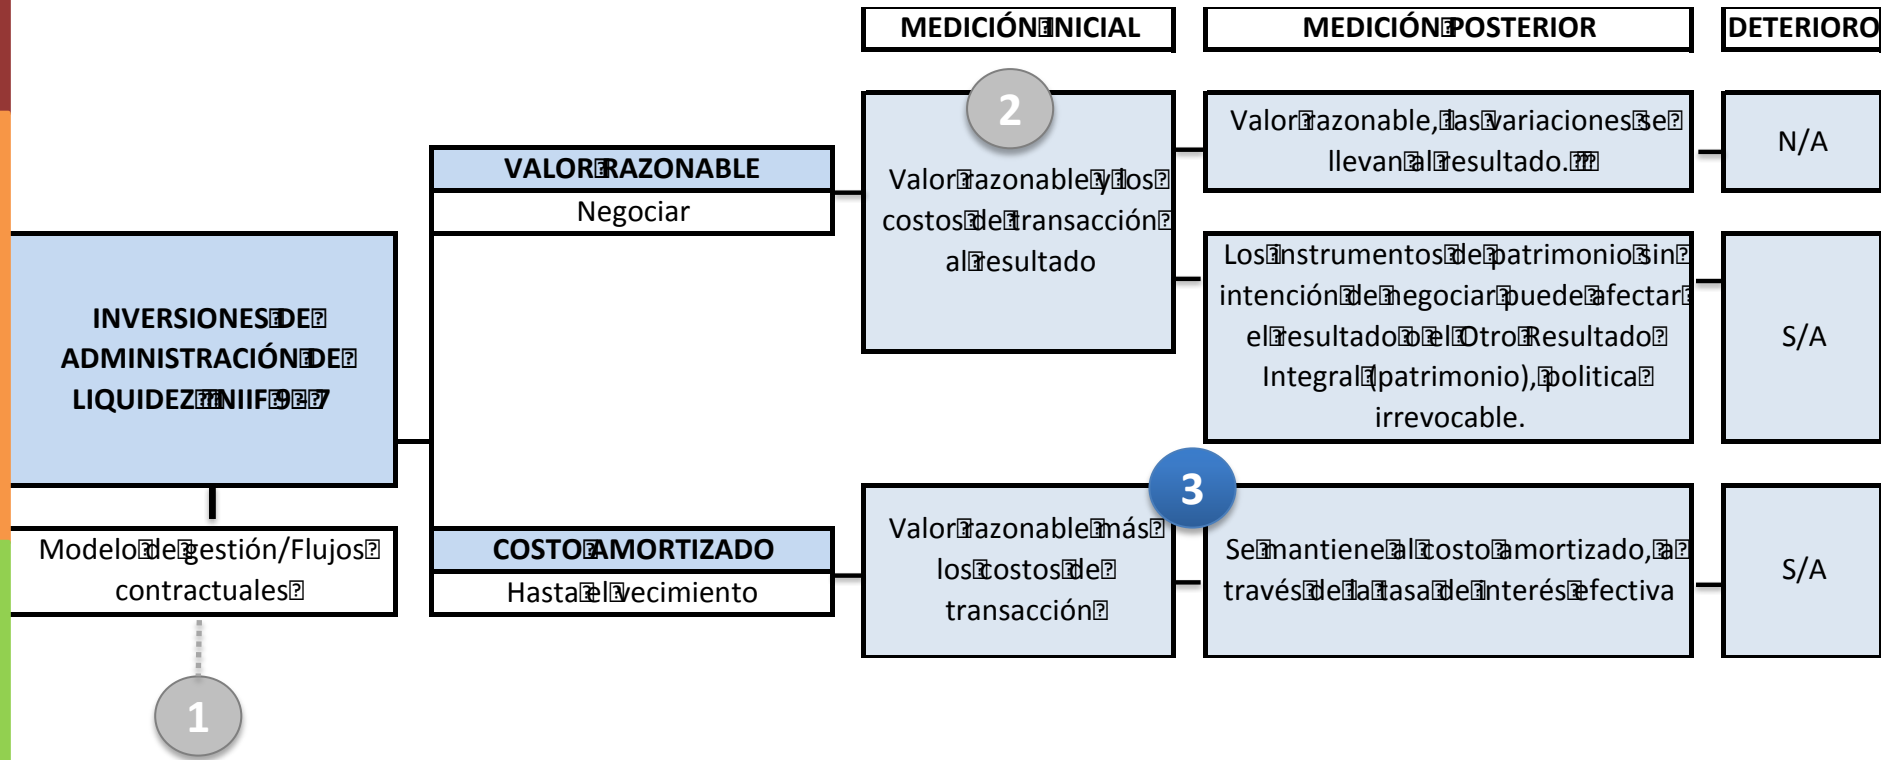 MEDICIÓN INICIAL
MEDICIÓN POSTERIOR
DETERIORO
2
Valor razonable, las variaciones se
llevan al resultado.
N/A
VALOR RAZONABLE
Negociar
Valor razonable y los
costos de transacción
al resultado
Los instrumentos de patrimonio sin
intención de negociar puede afectar
el resultado o el Otro Resultado
Integral (patrimonio), politica
irrevocable.
S/A
INVERSIONES DE
ADMINISTRACIÓN DE
LIQUIDEZ NIIF 9 - 7
3
Modelo de gestión/Flujos
contractuales
COSTO AMORTIZADO
Hasta el vecimiento
Valor razonable más
los costos de
transacción
Se mantiene al costo amortizado, a
través de la tasa de interés efectiva
S/A
1